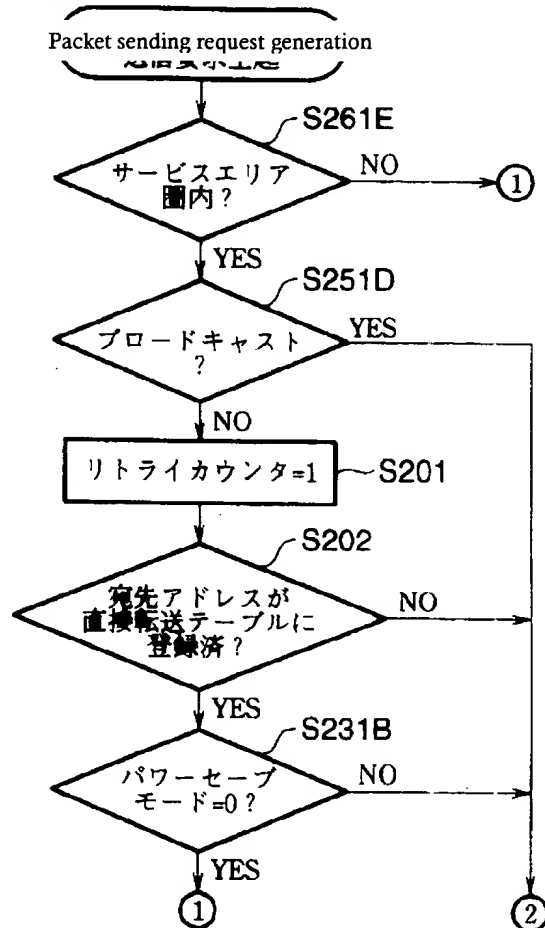 Packet sending request generation
S261E
サービスエリア
圏内?
NO
①
YES
S251D
ブロードキャスト
?
YES
NO
リトライカウンタ=1
S201
S202
宛先アドレスが
直接転送テーブルに
登録済?
NO
YES
S231B
パワーセーブ
モード=0?
NO
YES
①
②